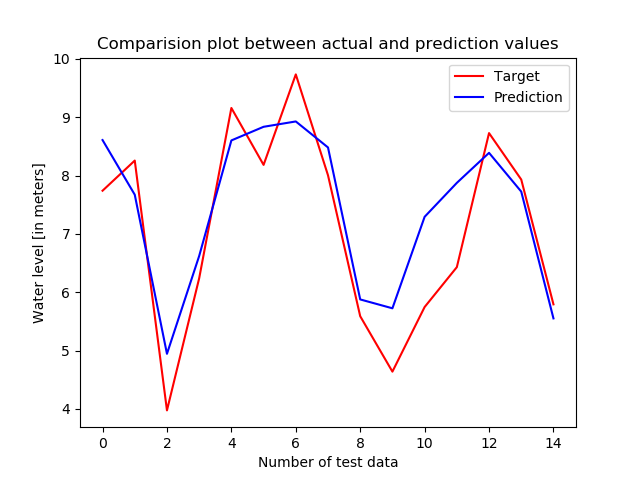 Comparision plot between actual and prediction values
10
9
8
7
6
5
4
Water level [in meters]
Target
Prediction
0 2 4 6 8 10 12 14
Number of test data